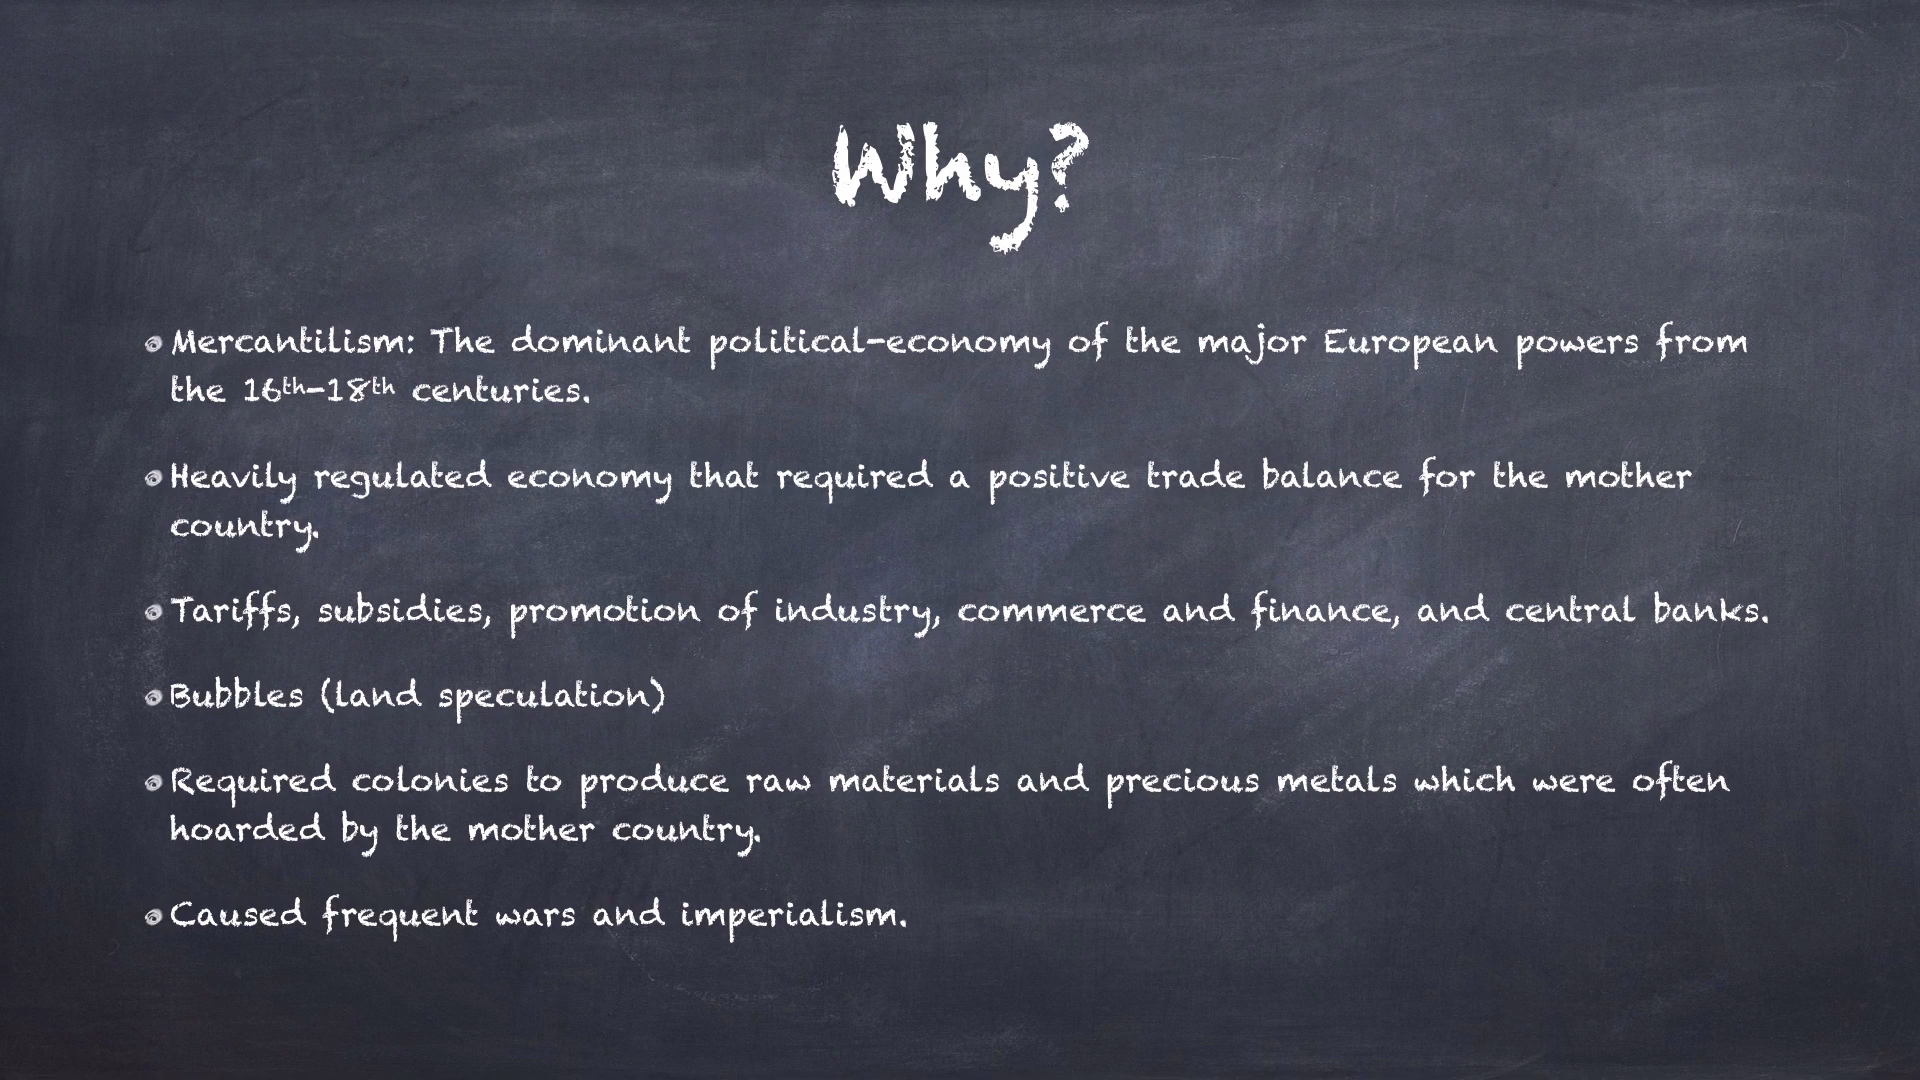 Why?
Mercantilism: The dominant political-economy of the major European powers from
the 16th-18th centuries.
Heavily regulated economy that required a positive trade balance for the mother
country.
Tariffs, subsidies, promotion of industry, commerce and finance, and central banks.
Bubbles (land speculation)
Required colonies to produce raw materials and precious metals which were often
hoarded by the mother country.
Caused frequent wars and imperialism.